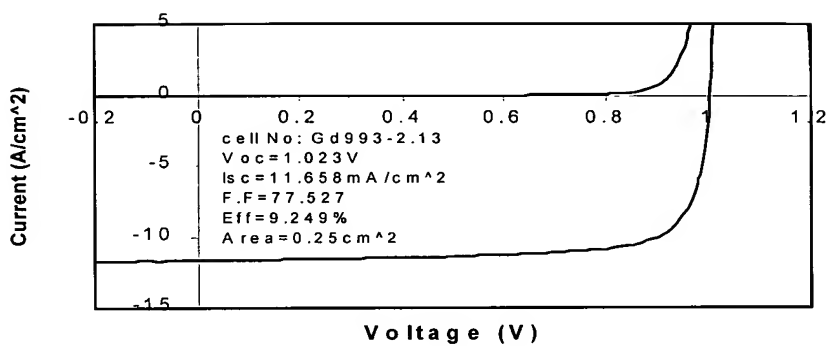 5
0
-0.2 0 0.2 0.4 0.6 0.8 1 1.2
cell No: Gd993-2.13
Voc=1.023V
-5
Isc=11.658mA/cm^2
F.F=77.527
Eff=9.249%
-10
Area=0.25cm^2
-15
Current (A/cm^2)
Voltage (V)